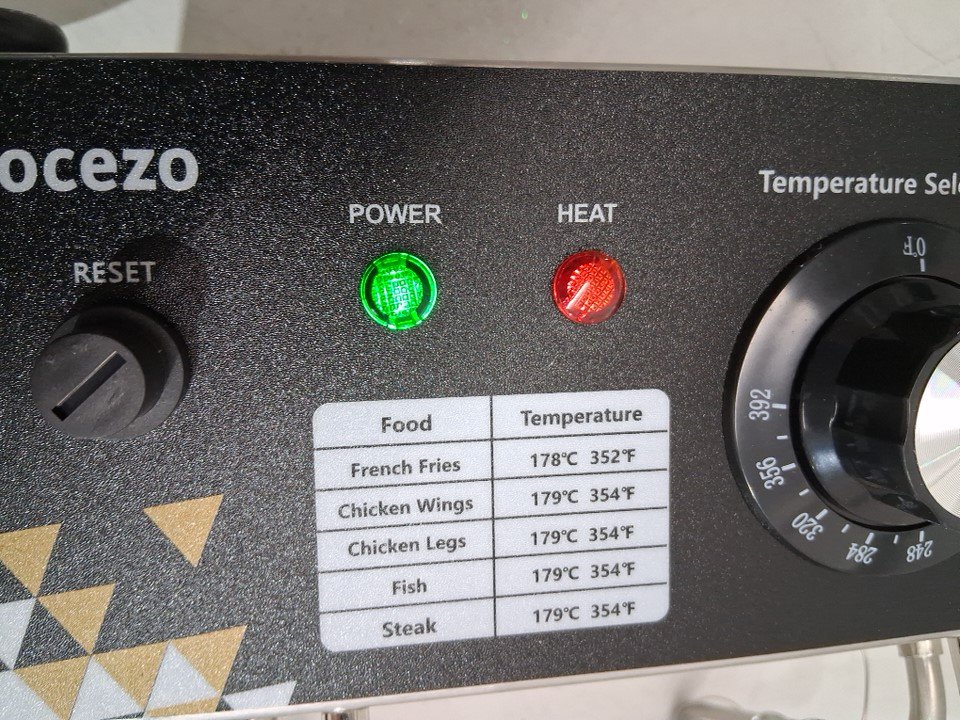 ocezo
POWER
HEAT
Temperature Sele
RESET
0°F
392
356
320
284
248
Food Temperature
French Fries 178℃ 352℉
Chicken Wings 179℃ 354℉
Chicken Legs 179℃ 354℉
Fish 179℃ 354℉
Steak 179℃ 354℉